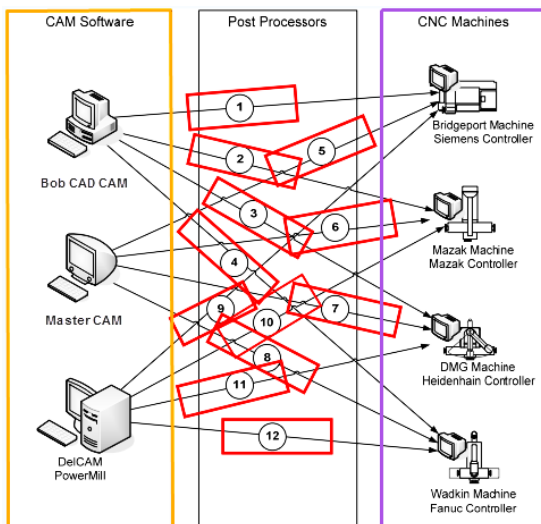 CAM Software
Post Processors
CNC Machines
1
Bridgeport Machine
Siemens Controller
2
5
Bob CAD CAM
3
6
Mazak Machine
Mazak Controller
4
Master CAM
9
10
7
8
DMG Machine
Heidenhain Controller
11
12
DelCAM
PowerMill
Wadkin Machine
Fanuc Controller